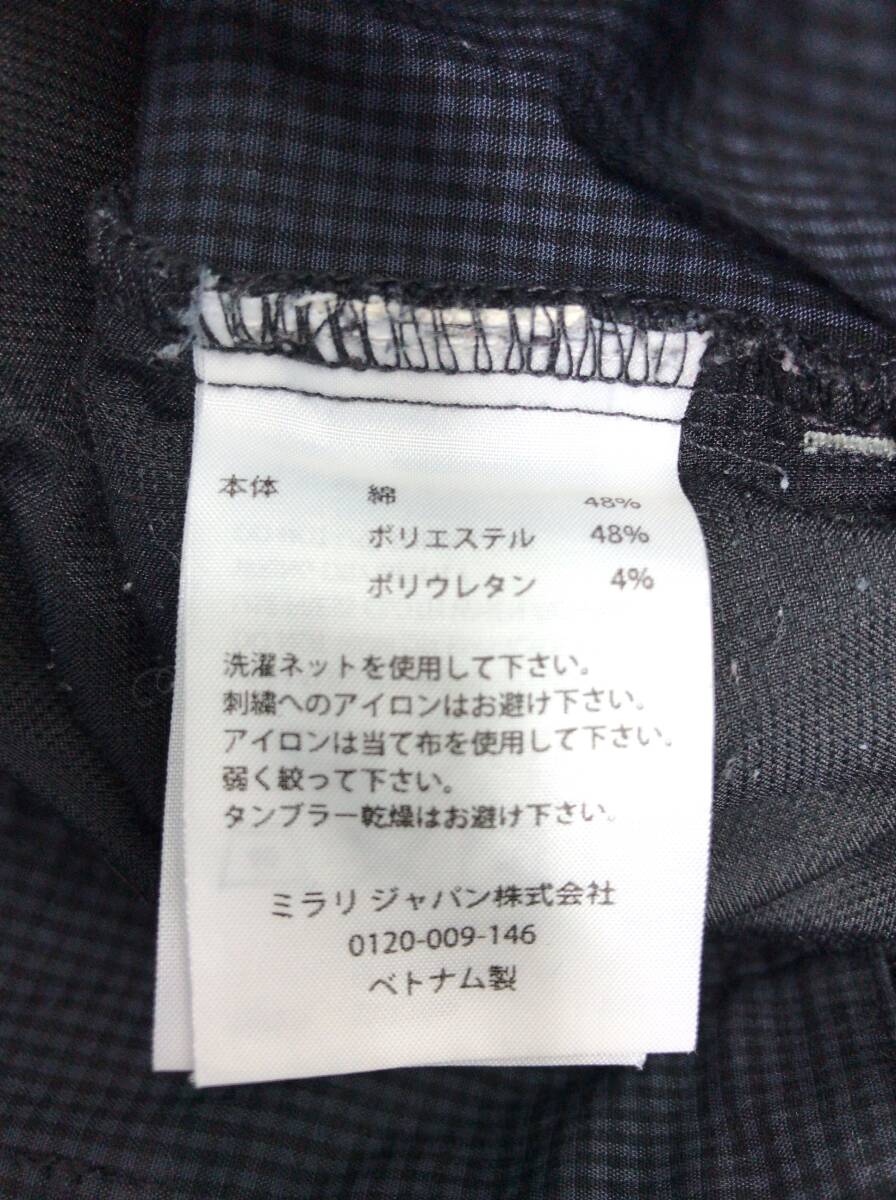 本体 綿 48%
ポリエステル 48%
ポリウレタン 4%
洗濯ネットを使用して下さい。
刺繍へのアイロンはお避け下さい。
アイロンは当て布を使用して下さい。
弱く絞って下さい。
タンブラー乾燥はお避け下さい。
ミラリ ジャパン株式会社
0120-009-146
ベトナム製